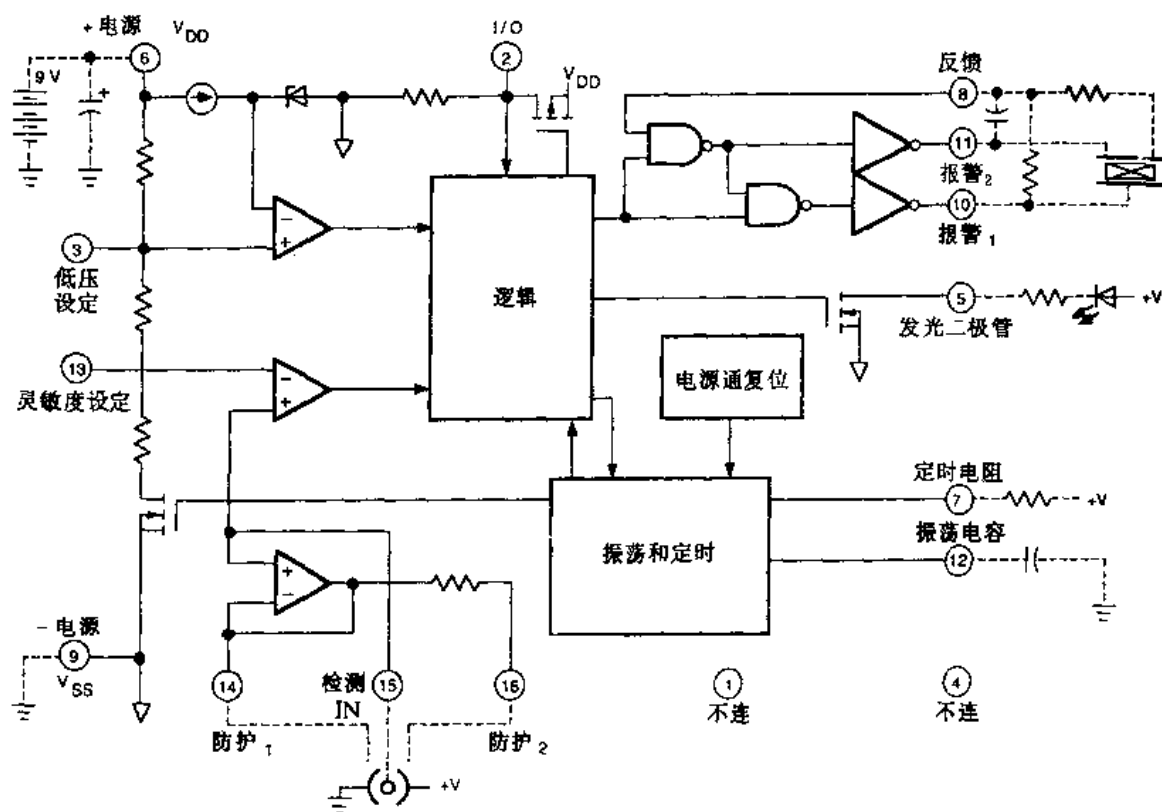 +电源
V_DD
I/O
6
2
V_DD
反馈
8
9V
+
11
报警₂
10
报警₁
3
低压
设定
−
+
逻辑
5
+V
发光二极管
13
灵敏度设定
−
+
电源通复位
定时电阻
7
+V
振荡电容
12
振荡和定时
+
−
−电源
9
V_SS
14
检测
IN
15
16
1
不连
4
不连
防护₁
防护₂
+V